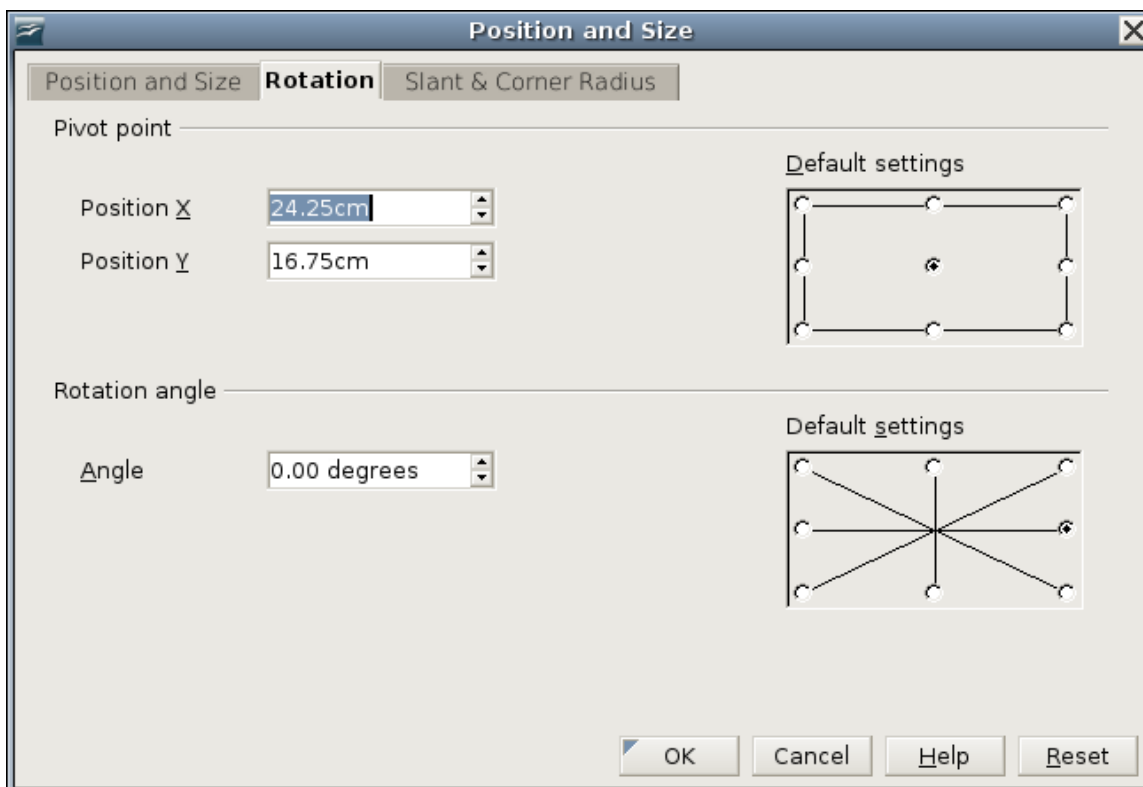 Position and Size
Position and Size Rotation Slant & Corner Radius
Pivot point
Default settings
Position X 24.25cm
Position Y 16.75cm
Rotation angle
Default settings
Angle 0.00 degrees
OK Cancel Help Reset